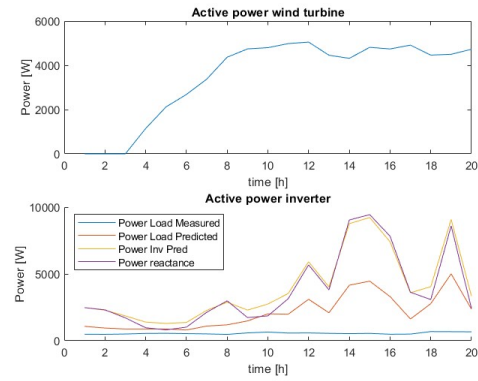 Active power wind turbine
6000
4000
2000
0
Power [W]
0 2 4 6 8 10 12 14 16 18 20
time [h]
Active power inverter
10000
5000
0
Power [W]
Power Load Measured
Power Load Predicted
Power Inv Pred
Power reactance
0 2 4 6 8 10 12 14 16 18 20
time [h]